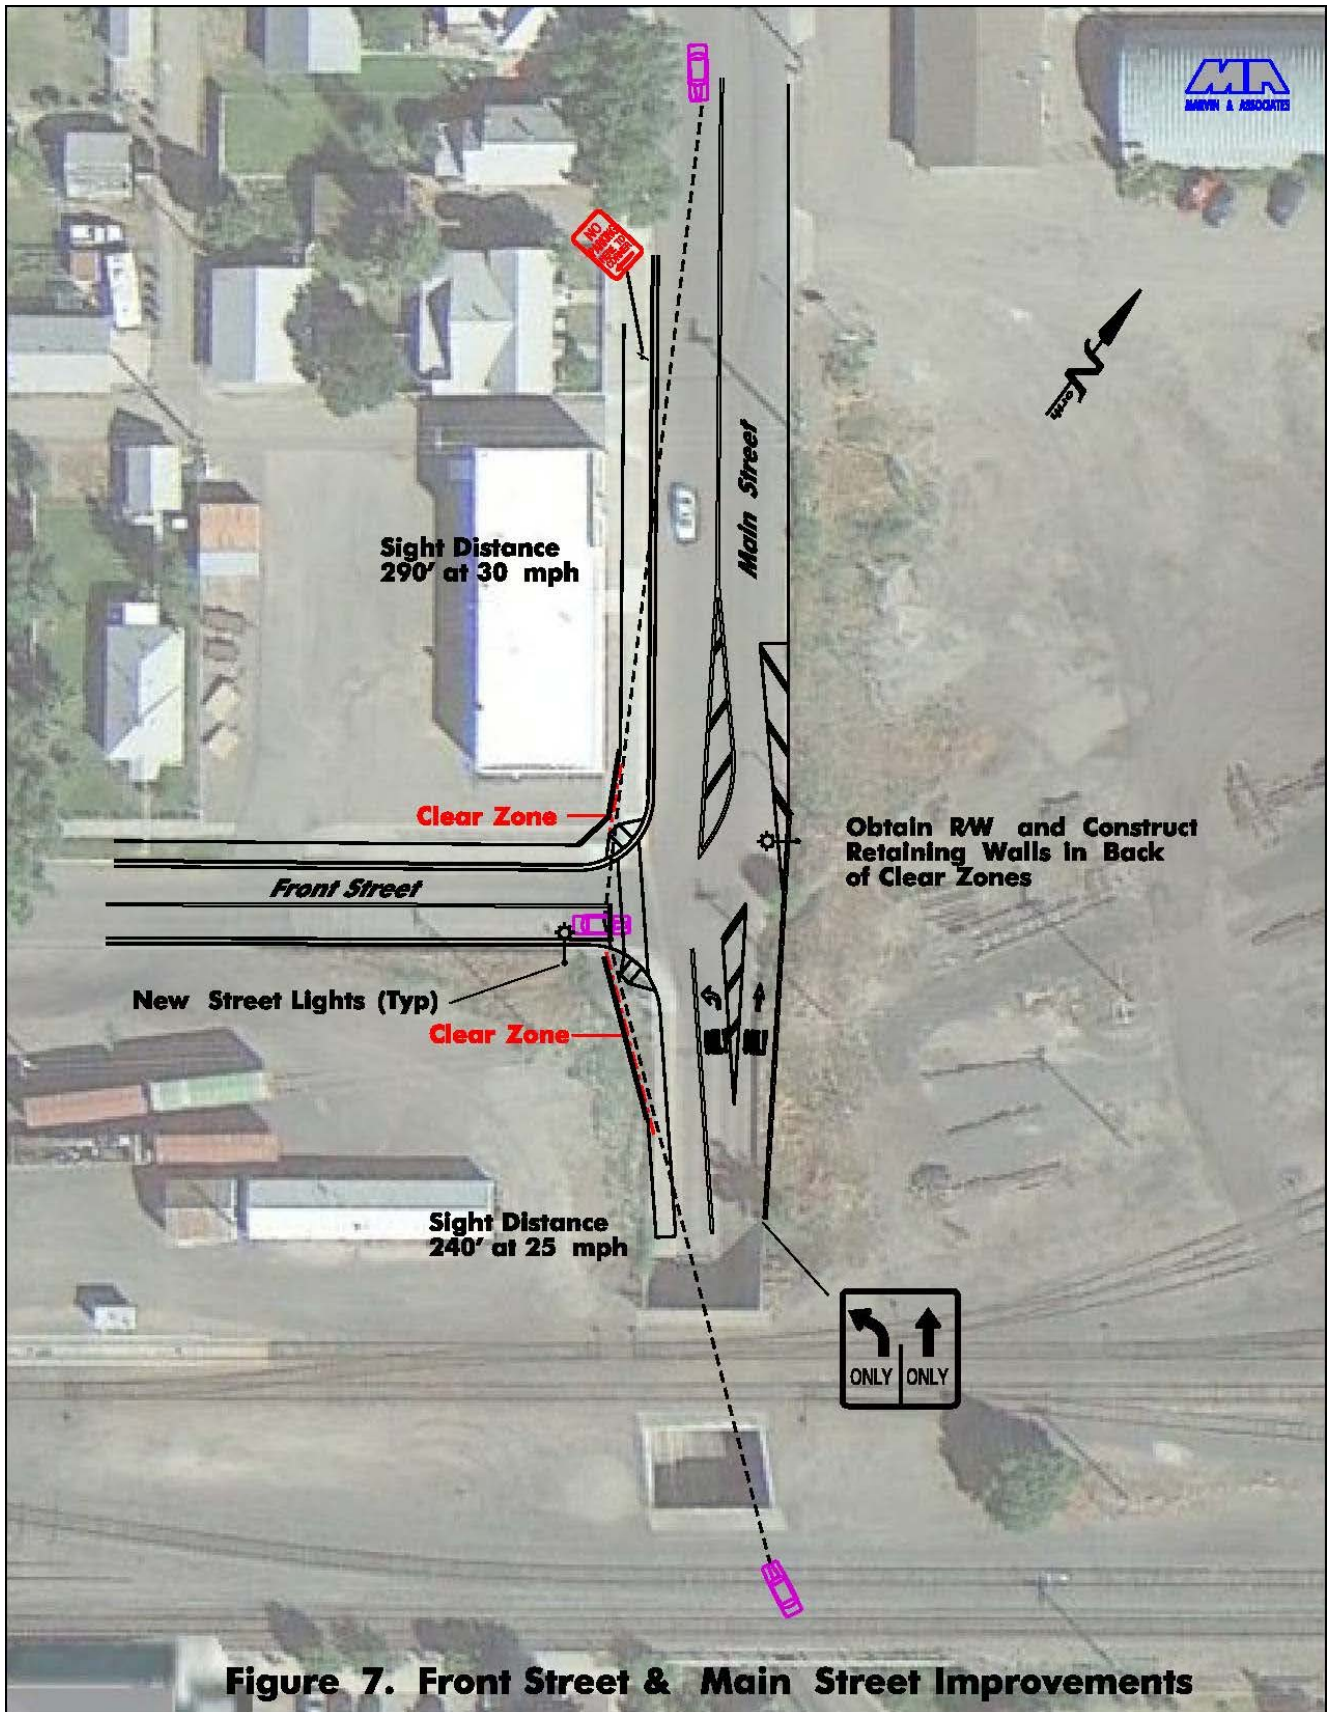 MA
MARVIN & ASSOCIATES
North
Main Street
Sight Distance
290' at 30 mph
Clear Zone
Obtain R/W and Construct
Retaining Walls in Back
of Clear Zones
Front Street
New Street Lights (Typ)
Clear Zone
ONLY ONLY
Sight Distance
240' at 25 mph
ONLY ONLY
Figure 7. Front Street & Main Street Improvements